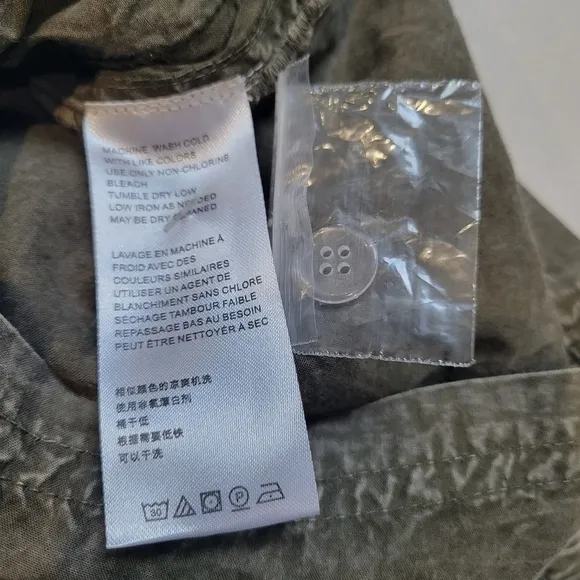 MACHINE WASH COLD
WITH LIKE COLORS
USE ONLY NON-CHLORINE
BLEACH
TUMBLE DRY LOW
LOW IRON AS NEEDED
MAY BE DRY CLEANED
LAVAGE EN MACHINE À
FROID AVEC DES
COULEURS SIMILAIRES
UTILISER UN AGENT DE
BLANCHIMENT SANS CHLORE
SECHAGE TAMBOUR FAIBLE
REPASSAGE BAS AU BESOIN
PEUT ÊTRE NETTOYÉR À SEC
相似颜色的凉爽机洗
使用非氯漂白剂
桶干低
根据需要低铁
可以干洗
30 P